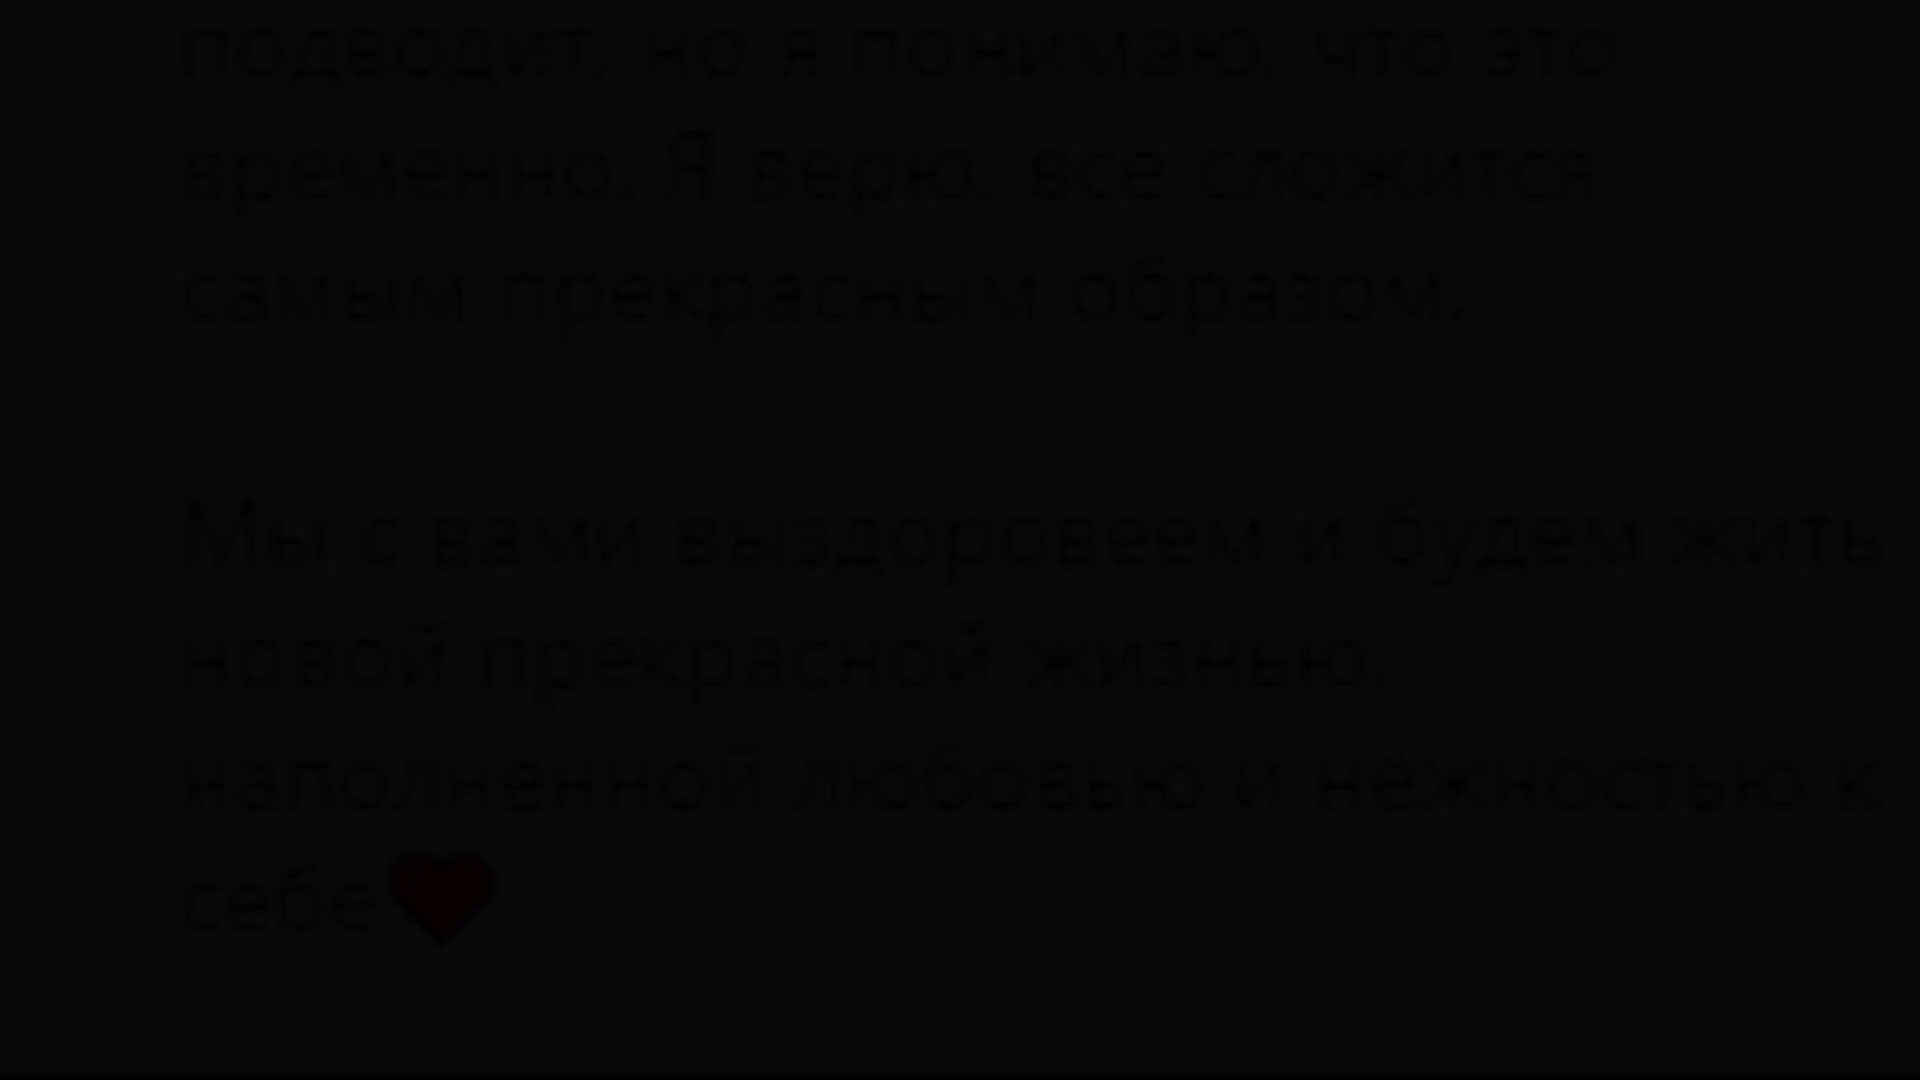 подводит, но я понимаю, что это
временно. Я верю, все сложится
самым прекрасным образом.
Мы с вами выздоровеем и будем жить
новой прекрасной жизнью,
наполненной любовью и нежностью к
себе❤️